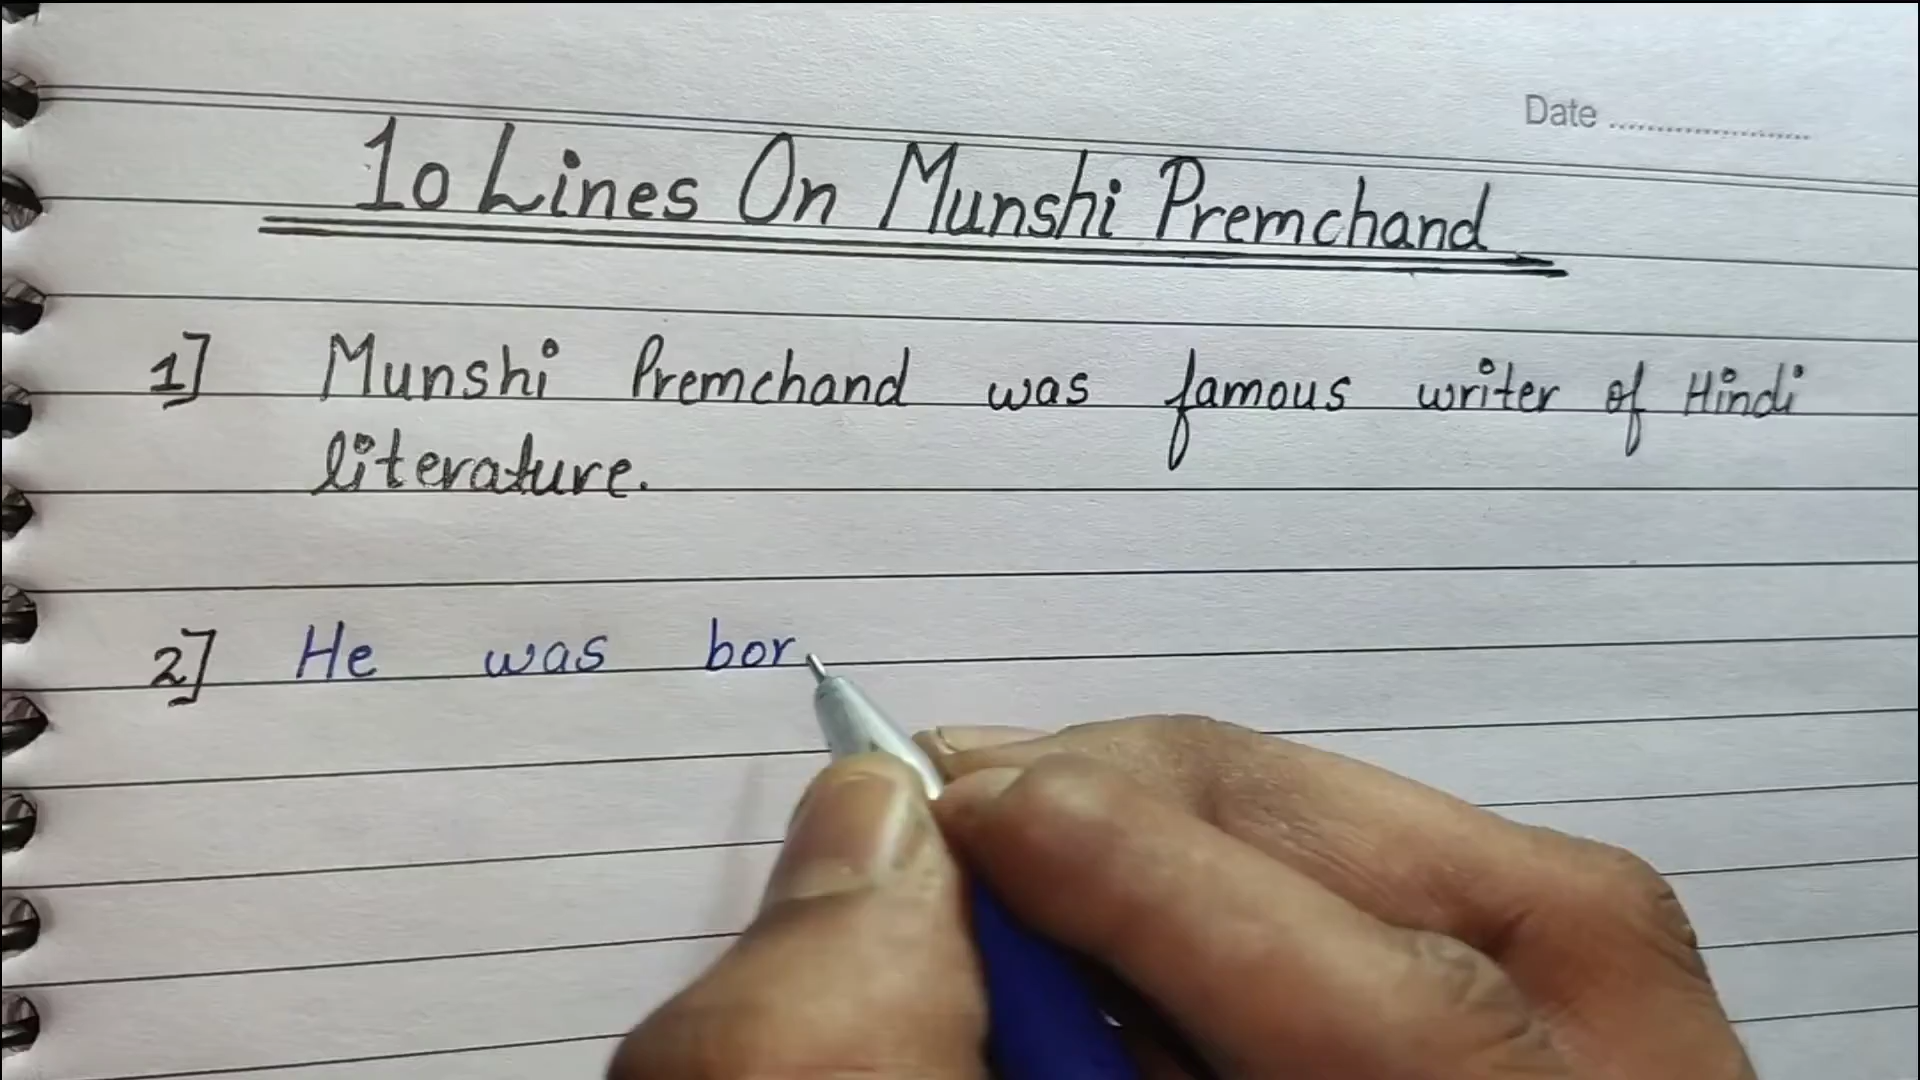 Date ....................
10 Lines On Munshi Premchand
1] Munshi Premchand was famous writer of Hindi
literature.
2] He was bor